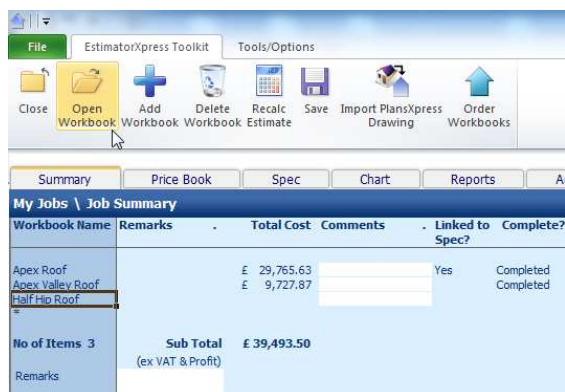 File EstimatorXpress Toolkit Tools/Options
Close Open Workbook Add Workbook Delete Workbook Recalc Estimate Save Import PlansXpress Drawing Order Workbooks
Summary Price Book Spec Chart Reports
My Jobs \ Job Summary
Workbook Name Remarks . Total Cost Comments . Linked to Spec? Complete?
Apex Roof £ 29,765.63 Yes Completed
Apex Valley Roof £ 9,727.87 Completed
Half Hip Roof
=
No of Items 3 Sub Total £ 39,493.50
(ex VAT & Profit)
Remarks